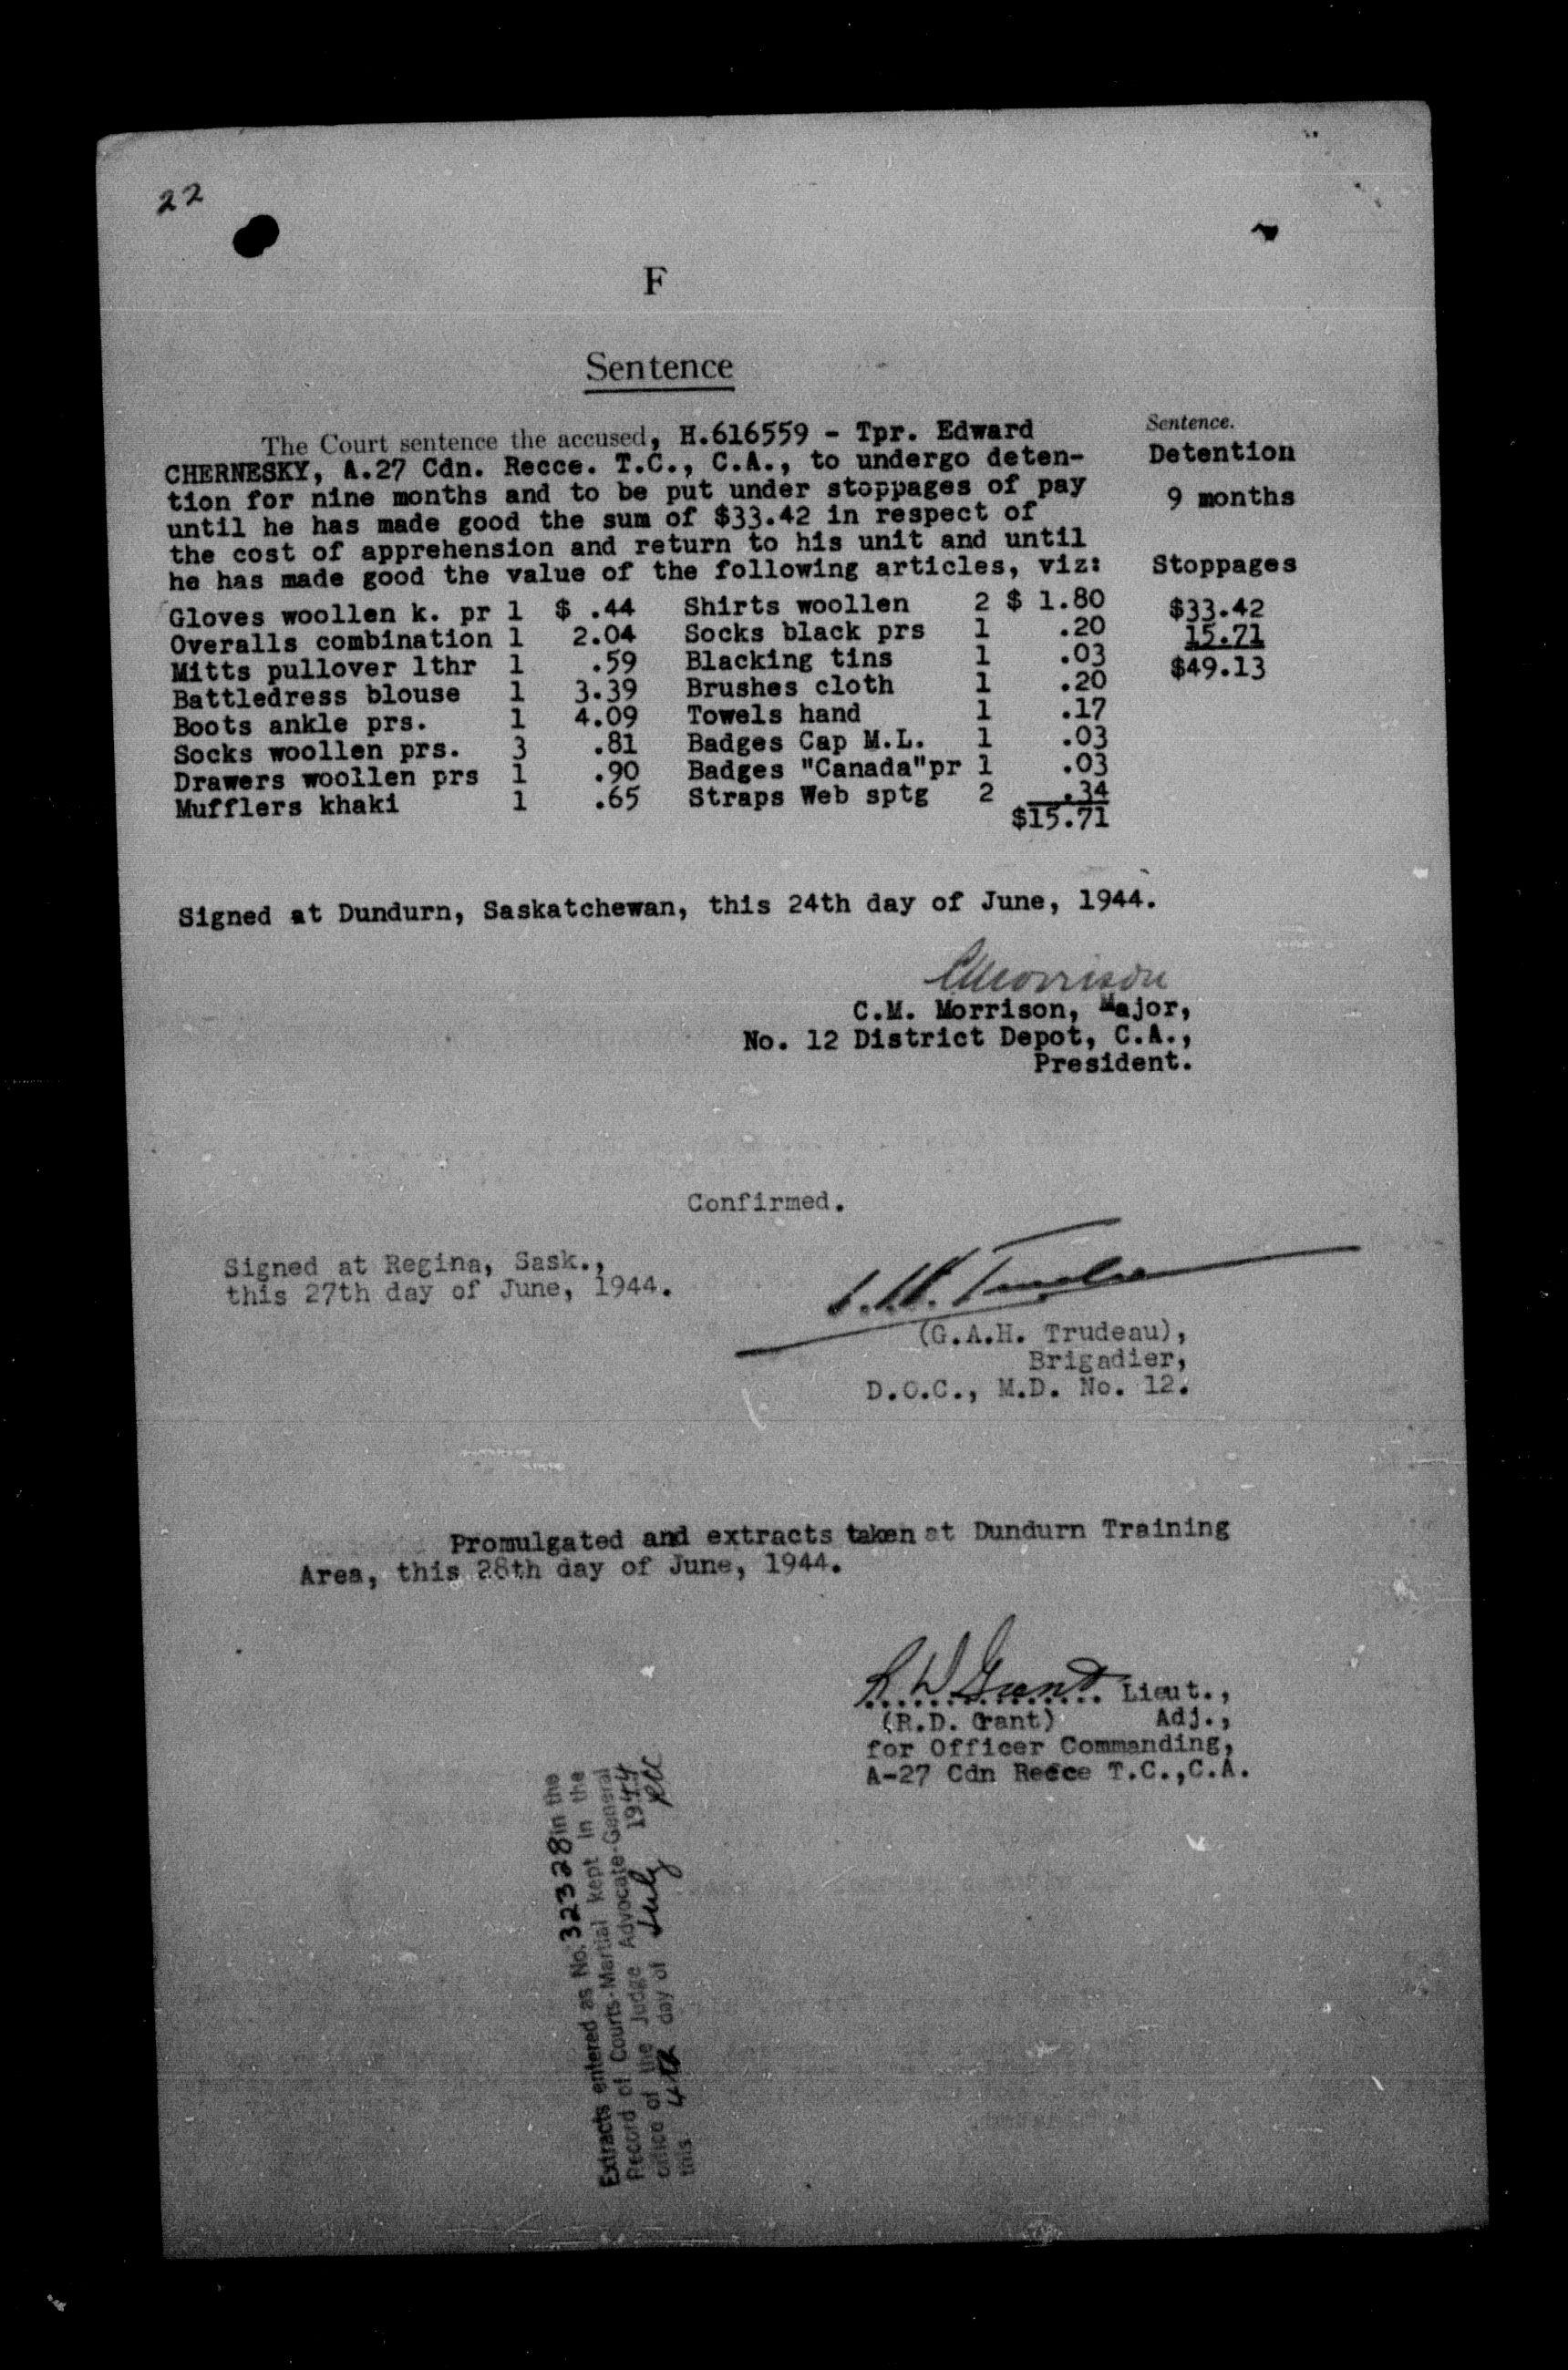 22
F
Sentence
The Court sentence the accused, H.616559 - Tpr. Edward
CHERNESKY, A.27 Cdn. Recce. T.C., C.A., to undergo deten-
tion for nine months and to be put under stoppages of pay
until he has made good the sum of $33.42 in respect of
the cost of apprehension and return to his unit and until
he has made good the value of the following articles, viz:
Sentence.
Detention
9 months
Stoppages
$33.42
15.71
$49.13
Gloves woollen k. pr 1 $ .44 Shirts woollen 2 $ 1.80
Overalls combination 1 2.04 Socks black prs 1 .20
Mitts pullover lthr 1 .59 Blacking tins 1 .03
Battledress blouse 1 3.39 Brushes cloth 1 .20
Boots ankle prs. 1 4.09 Towels hand 1 .17
Socks woollen prs. 3 .81 Badges Cap M.L. 1 .03
Drawers woollen prs 1 .90 Badges "Canada"pr 1 .03
Mufflers khaki 1 .65 Straps Web sptg 2 .34
$15.71
Signed at Dundurn, Saskatchewan, this 24th day of June, 1944.
CMorrison
C.M. Morrison, Major,
No. 12 District Depot, C.A.,
President.
Confirmed.
Signed at Regina, Sask.,
this 27th day of June, 1944.
(G.A.H. Trudeau),
Brigadier,
D.O.C., M.D. No. 12.
Promulgated and extracts taken at Dundurn Training
Area, this 28th day of June, 1944.
R D Grant Lieut.,
(R.D. Grant) Adj.,
for Officer Commanding,
A-27 Cdn Recce T.C.,C.A.
Extracts entered as No. 32328 in the
Record of Courts-Martial kept in the
office of the Judge Advocate-General
this 4th day of July 1944